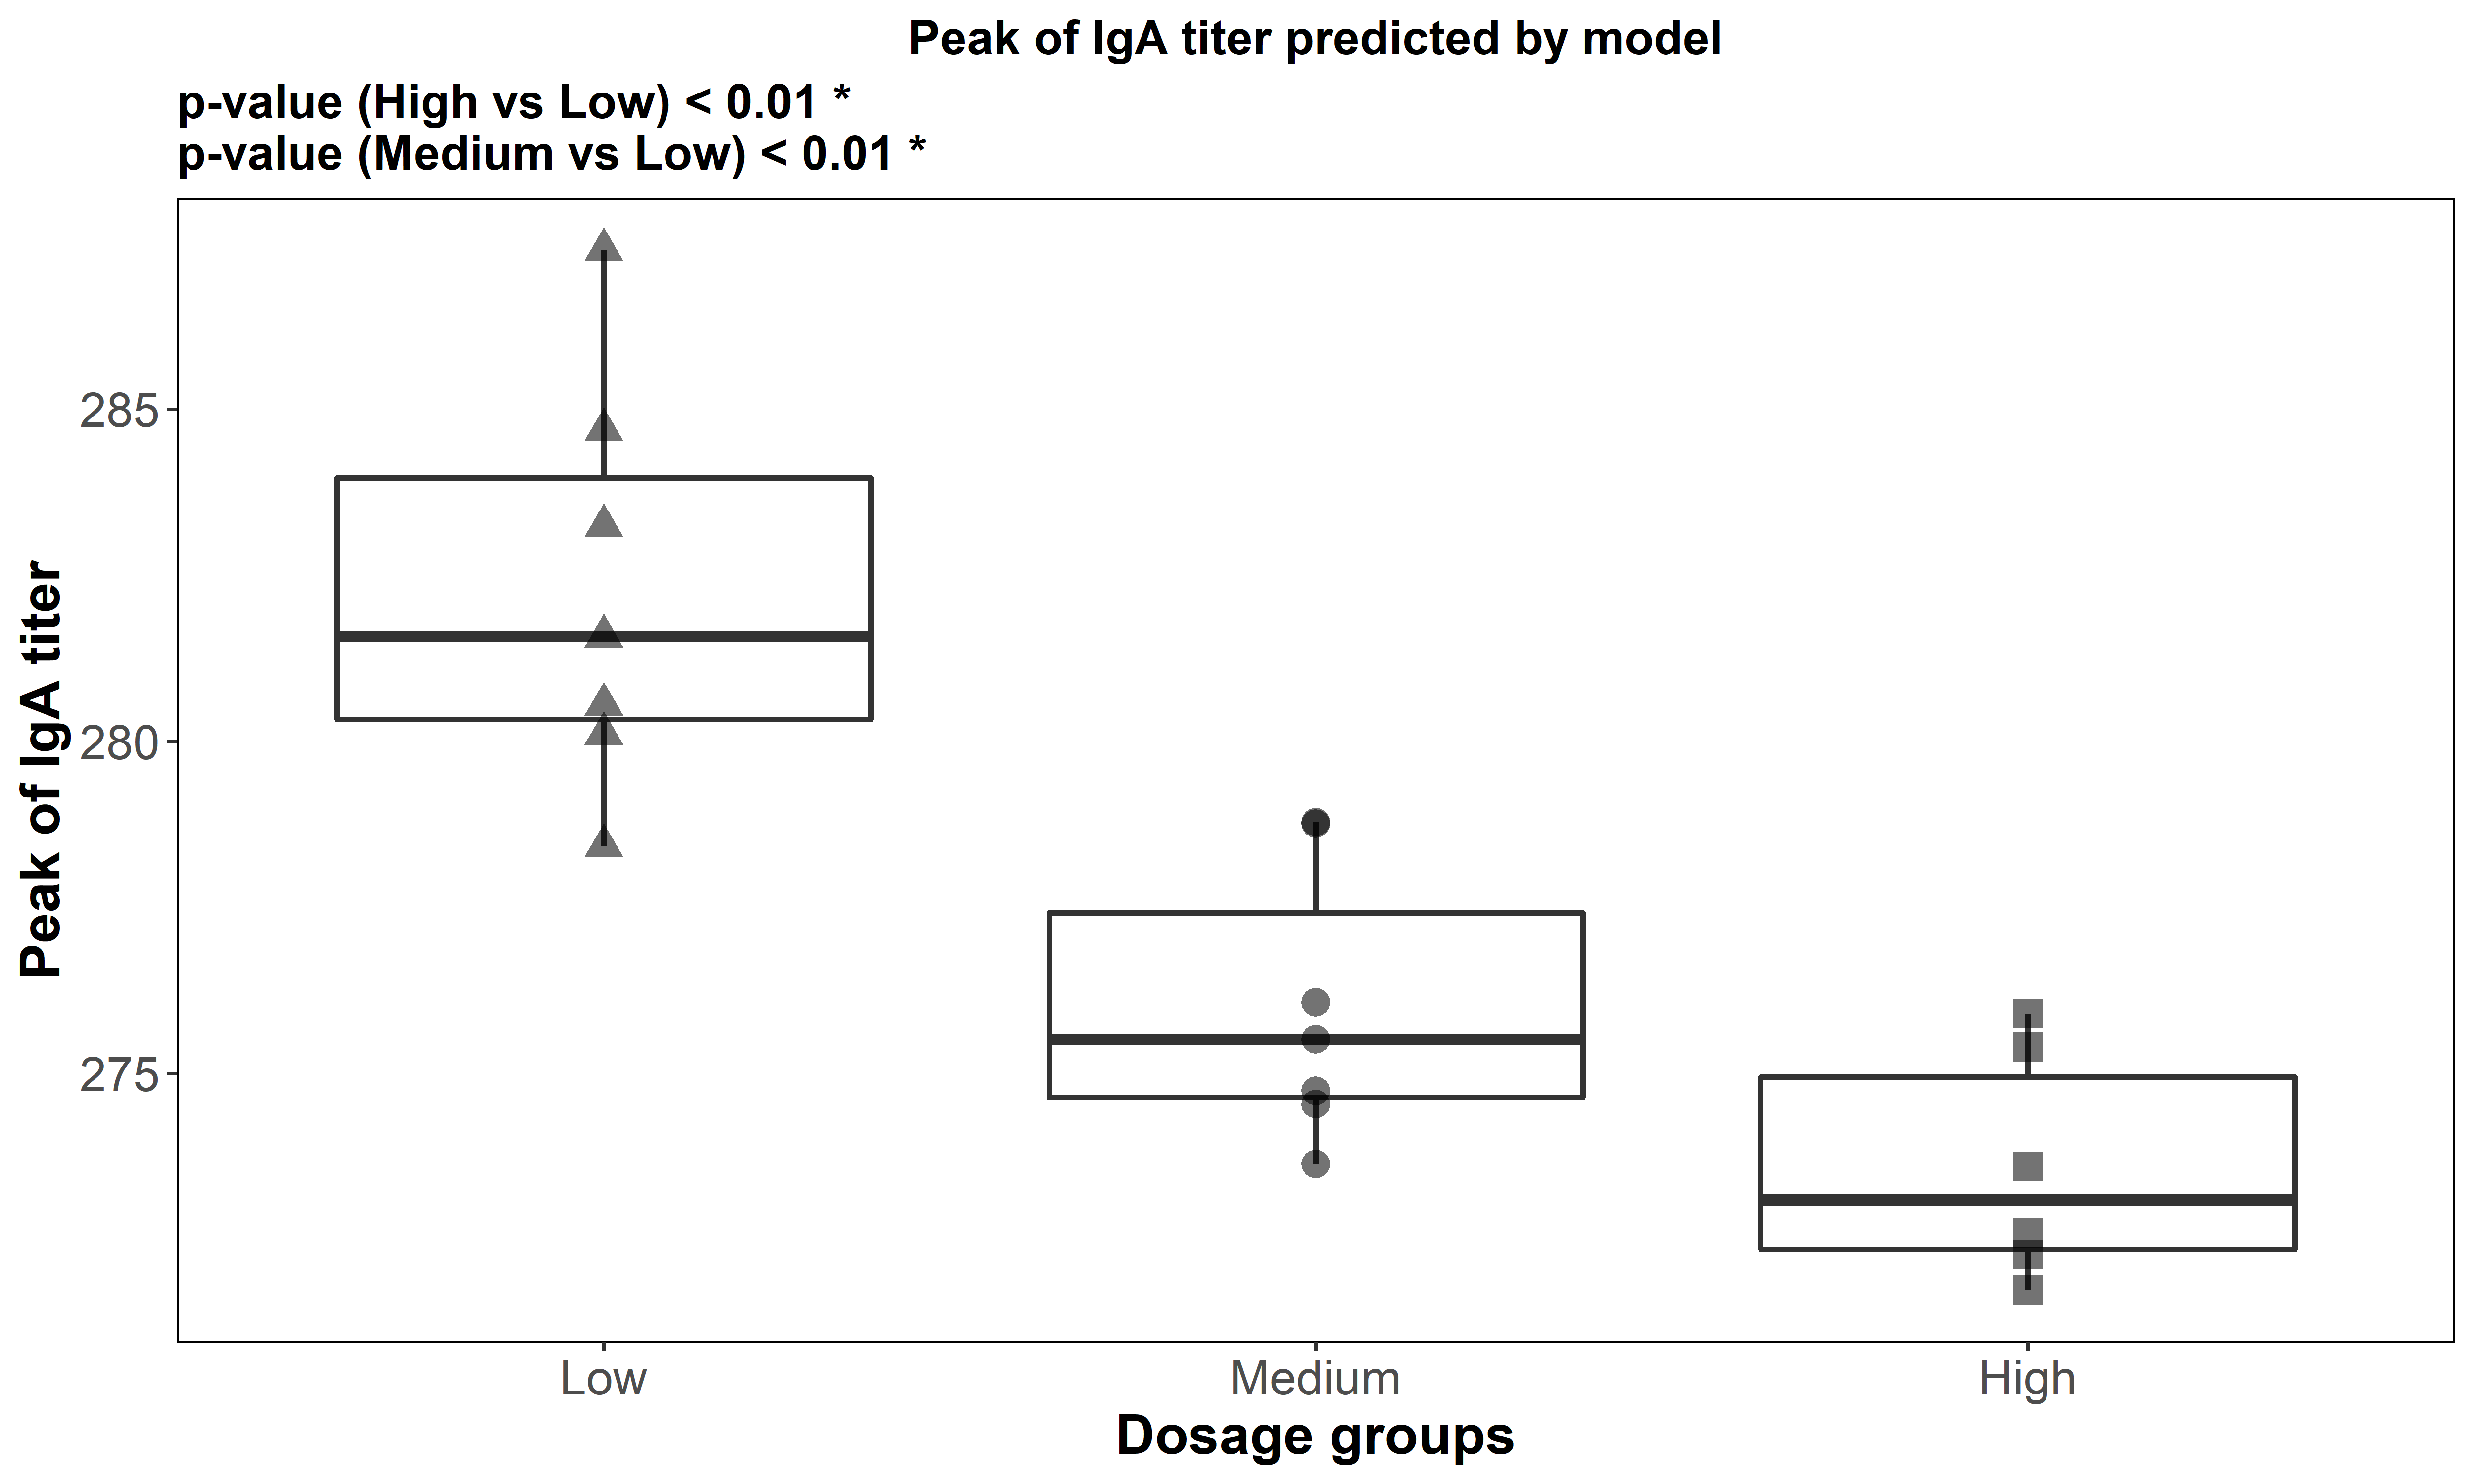 Peak of IgA titer predicted by model
p-value (High vs Low) < 0.01 *
p-value (Medium vs Low) < 0.01 *
Peak of IgA titer
285
280
275
Low
Medium
High
Dosage groups